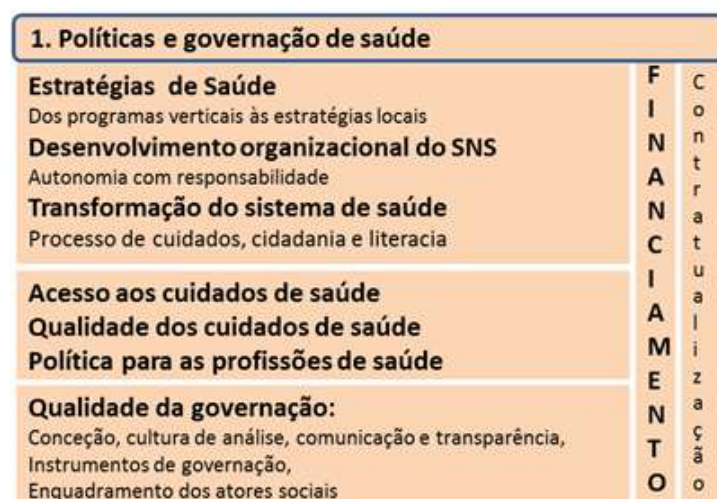 1. Políticas e governação de saúde
Estratégias de Saúde
Dos programas verticais às estratégias locais
Desenvolvimento organizacional do SNS
Autonomia com responsabilidade
Transformação do sistema de saúde
Processo de cuidados, cidadania e literacia
Acesso aos cuidados de saúde
Qualidade dos cuidados de saúde
Política para as profissões de saúde
Qualidade da governação:
Conceção, cultura de análise, comunicação e transparência,
Instrumentos de governação,
Enquadramento dos atores sociais
FINANCIAMENTO
Contratualização